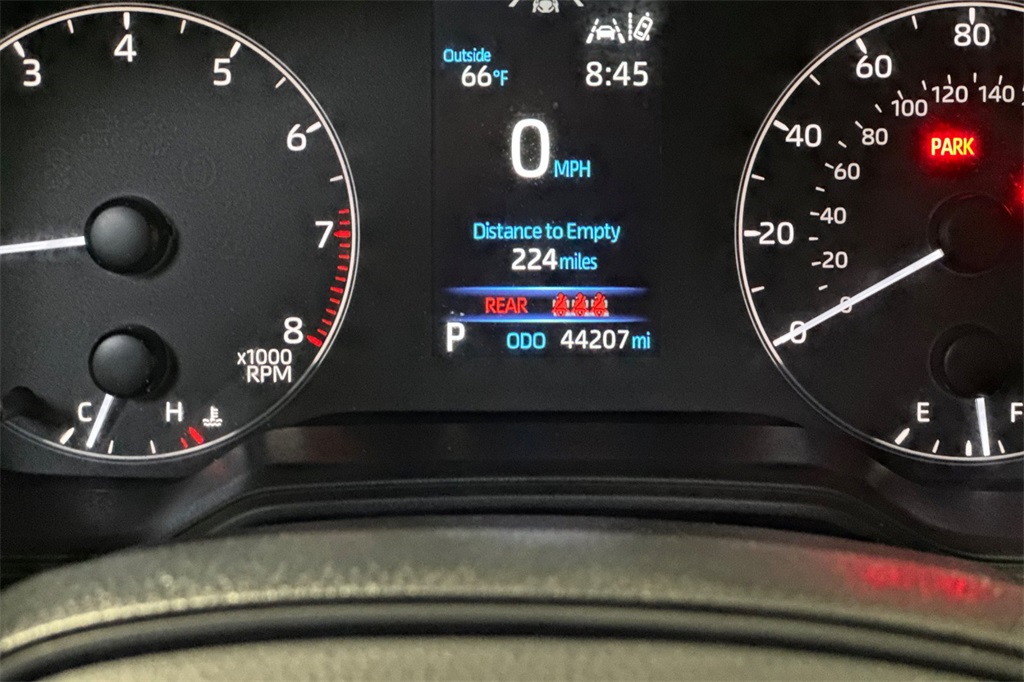 3
4
5
6
7
8
x1000
RPM
C
H
Outside
66°F
8:45
0 MPH
Distance to Empty
224 miles
REAR
P
ODO 44207 mi
80
60
40
20
0
140
120
100
80
60
40
20
0
PARK
E
F